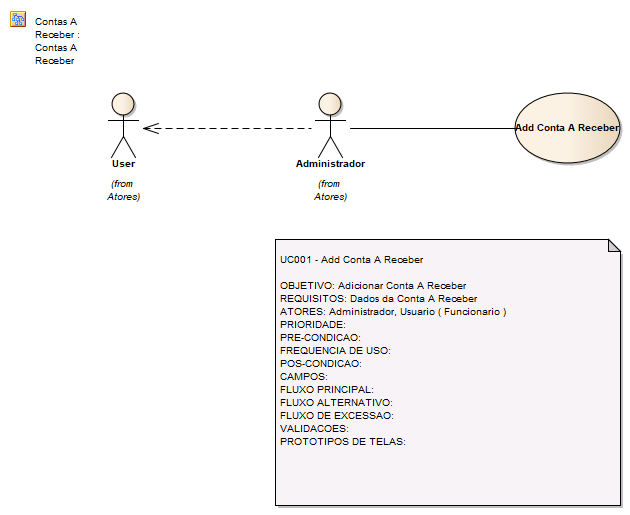 Contas A
Receber :
Contas A
Receber
User
(from
Atores)
Administrador
(from
Atores)
Add Conta A Receber
UC001 - Add Conta A Receber
OBJETIVO: Adicionar Conta A Receber
REQUISITOS: Dados da Conta A Receber
ATORES: Administrador, Usuario ( Funcionario )
PRIORIDADE:
PRE-CONDICAO:
FREQUENCIA DE USO:
POS-CONDICAO:
CAMPOS:
FLUXO PRINCIPAL:
FLUXO ALTERNATIVO:
FLUXO DE EXCESSAO:
VALIDACOES:
PROTOTIPOS DE TELAS: